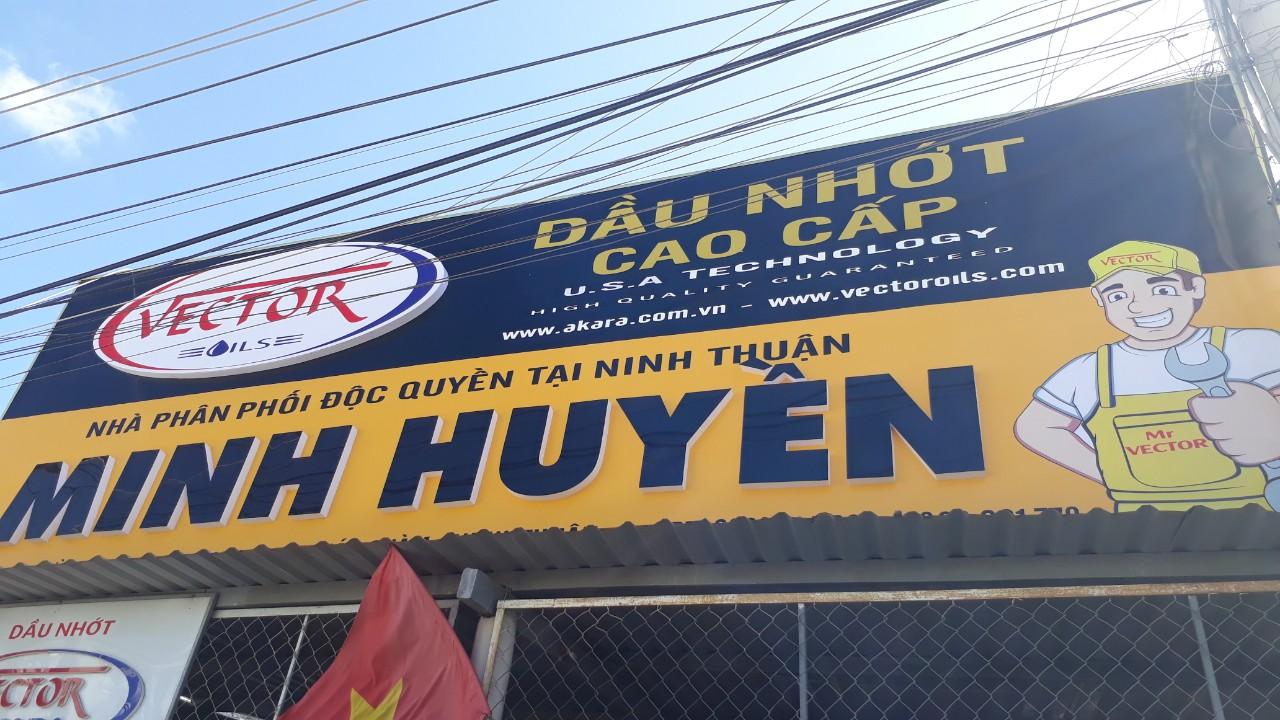 VECTOR
OILS
DẦU NHỚT
CAO CẤP
U.S.A TECHNOLOGY
HIGH QUALITY GUARANTEED
www.akara.com.vn - www.vectoroils.com
NHÀ PHÂN PHỐI ĐỘC QUYỀN TẠI NINH THUẬN
MINH HUYỀN
VECTOR
Mr
VECTOR
DẦU NHỚT
ECTOR